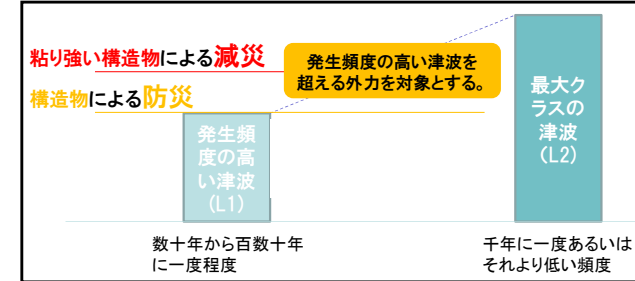 粘り強い構造物による減災
発生頻度の高い津波を
超える外力を対象とする。
構造物による防災
発生頻
度の高
い津波
(L1)
最大ク
ラスの
津波
(L2)
数十年から百数十年
に一度程度
千年に一度あるいは
それより低い頻度